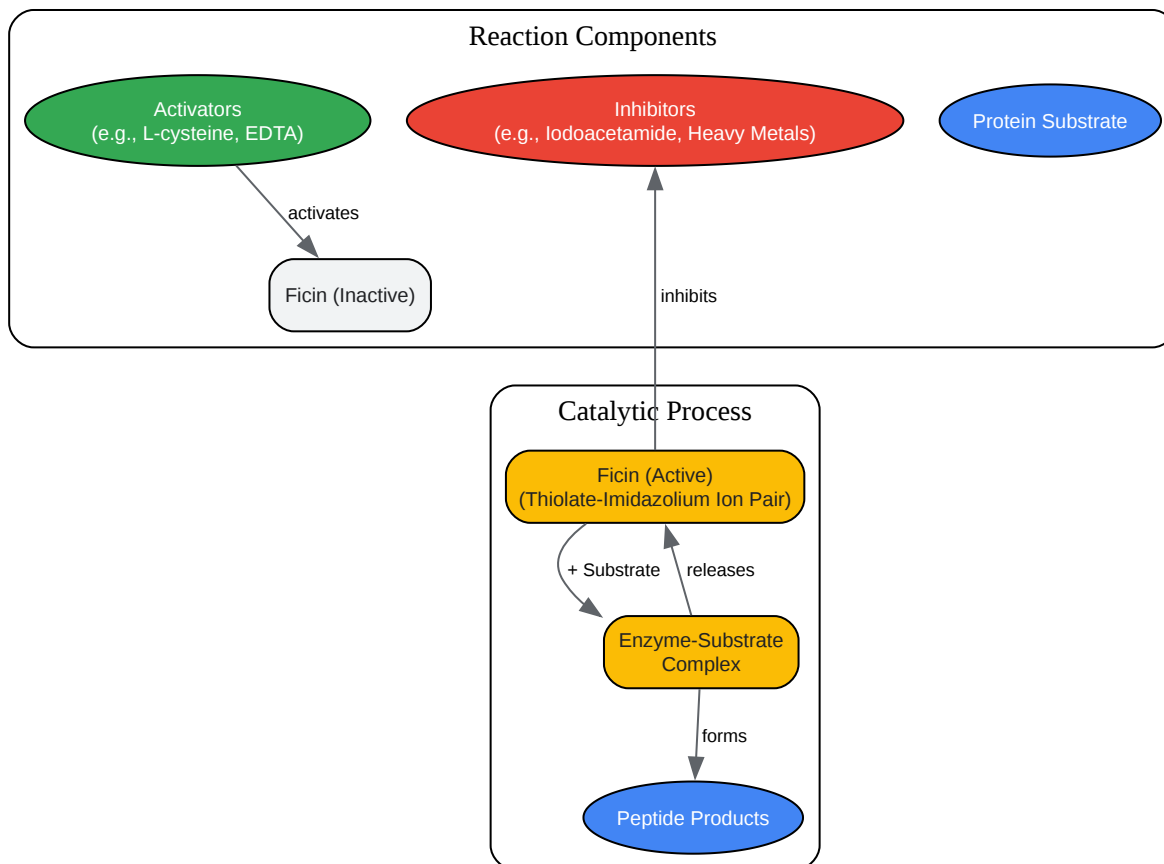 Reaction Components
Activators
(e.g., L-cysteine, EDTA)
Inhibitors
(e.g., Iodoacetamide, Heavy Metals)
Protein Substrate
activates
Ficin (Inactive)
inhibits
Catalytic Process
Ficin (Active)
(Thiolate-Imidazolium Ion Pair)
+ Substrate
releases
Enzyme-Substrate
Complex
forms
Peptide Products